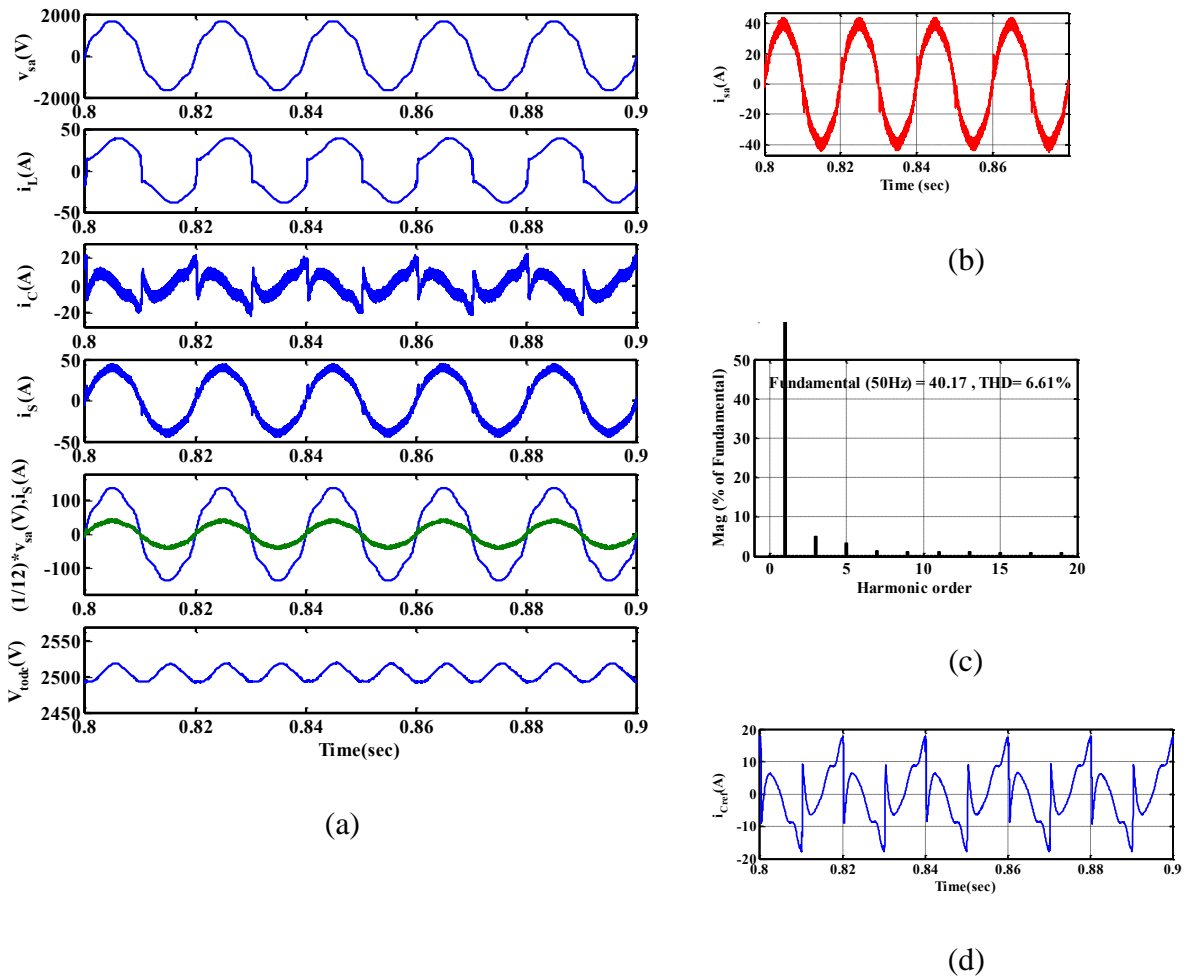 2000
0
-2000
v_sa(V)
0.8 0.82 0.84 0.86 0.88 0.9
50
0
-50
i_L(A)
0.8 0.82 0.84 0.86 0.88 0.9
20
0
-20
i_C(A)
0.8 0.82 0.84 0.86 0.88 0.9
50
0
-50
i_S(A)
0.8 0.82 0.84 0.86 0.88 0.9
100
0
-100
(1/12)*v_sa(V),i_S(A)
0.8 0.82 0.84 0.86 0.88 0.9
2550
2500
2450
V_todc(V)
0.8 0.82 0.84 0.86 0.88 0.9
Time(sec)
(a)
40
20
0
-20
-40
i_sa(A)
0.8 0.82 0.84 0.86
Time (sec)
(b)
50
40
30
20
10
0
Mag (% of Fundamental)
Fundamental (50Hz) = 40.17 , THD= 6.61%
0 5 10 15 20
Harmonic order
(c)
20
10
0
-10
-20
i_Cref(A)
0.8 0.82 0.84 0.86 0.88 0.9
Time(sec)
(d)